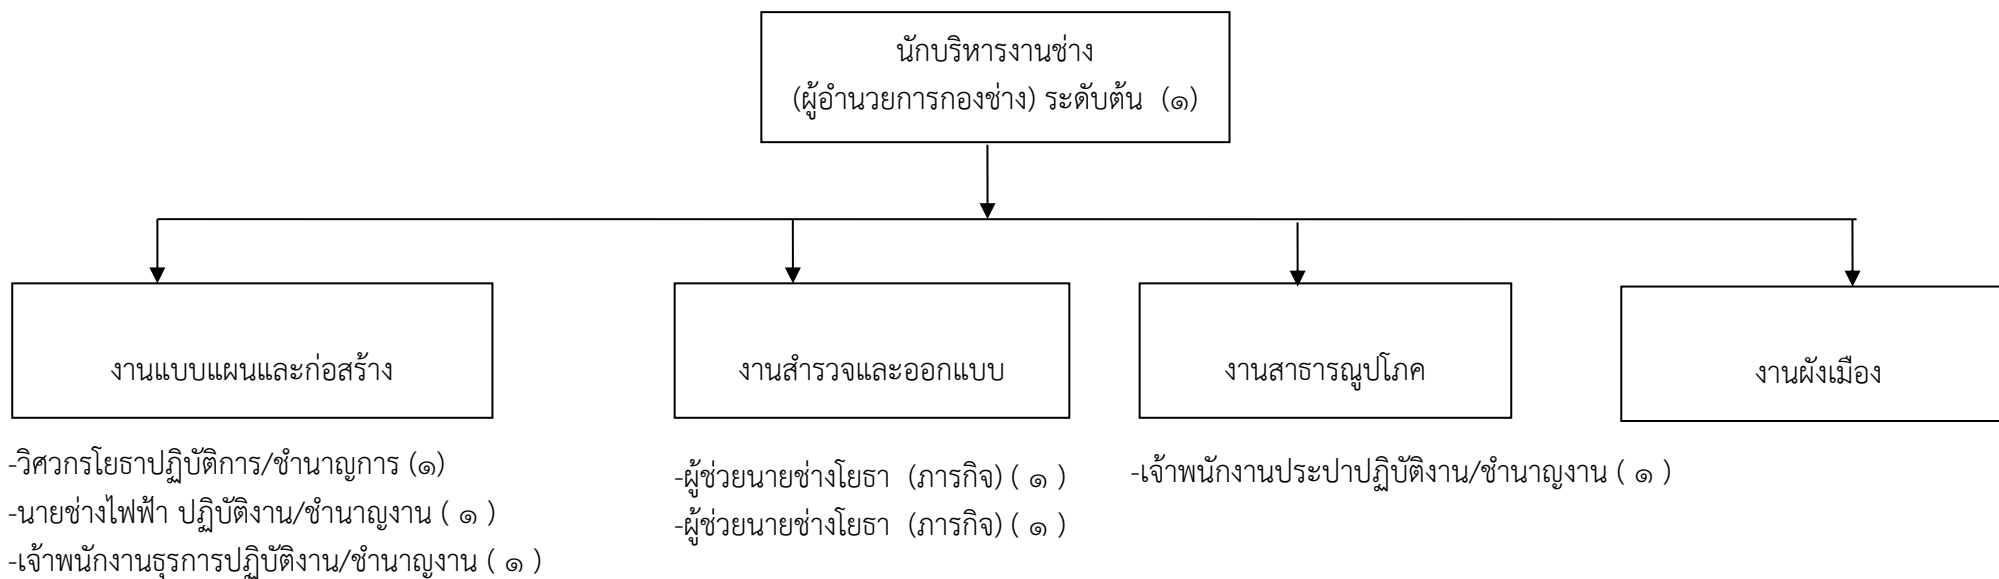 นักบริหารงานช่าง
(ผู้อำนวยการกองช่าง) ระดับต้น (๑)
งานแบบแผนและก่อสร้าง
งานสำรวจและออกแบบ
งานสาธารณูปโภค
งานผังเมือง
-วิศวกรโยธาปฏิบัติการ/ชำนาญการ (๑)
-นายช่างไฟฟ้า ปฏิบัติงาน/ชำนาญงาน ( ๑ )
-เจ้าพนักงานธุรการปฏิบัติงาน/ชำนาญงาน ( ๑ )
-ผู้ช่วยนายช่างโยธา (ภารกิจ) ( ๑ )
-ผู้ช่วยนายช่างโยธา (ภารกิจ) ( ๑ )
-เจ้าพนักงานประปาปฏิบัติงาน/ชำนาญงาน ( ๑ )